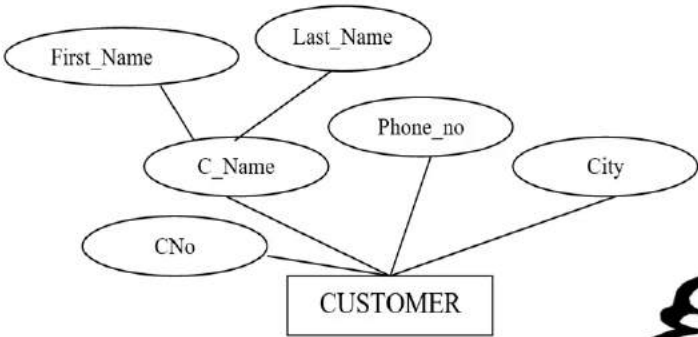 Last_Name
First_Name
Phone_no
C_Name
City
CNo
CUSTOMER